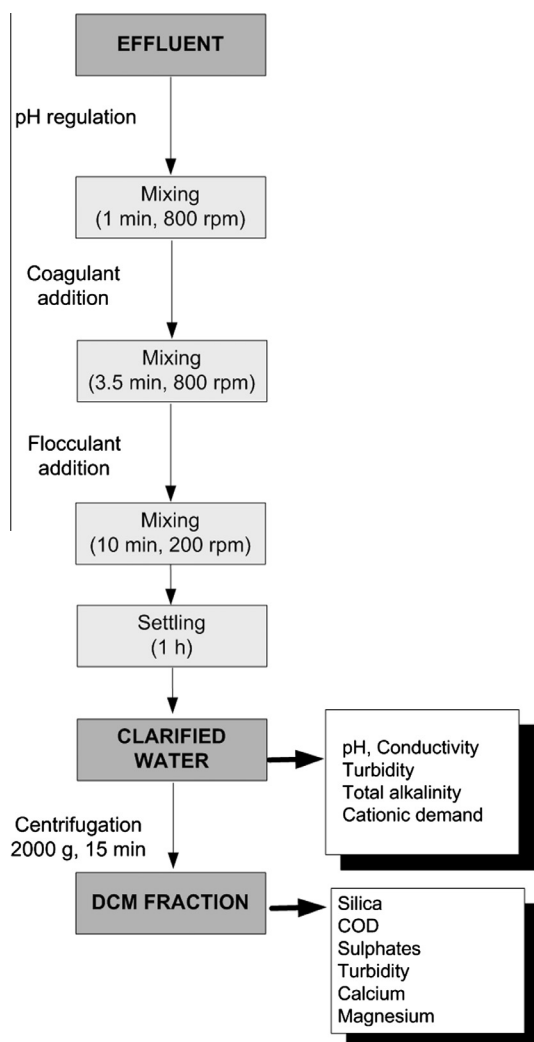 EFFLUENT
pH regulation
Mixing
(1 min, 800 rpm)
Coagulant
addition
Mixing
(3.5 min, 800 rpm)
Flocculant
addition
Mixing
(10 min, 200 rpm)
Settling
(1 h)
CLARIFIED
WATER
pH, Conductivity
Turbidity
Total alkalinity
Cationic demand
Centrifugation
2000 g, 15 min
DCM FRACTION
Silica
COD
Sulphates
Turbidity
Calcium
Magnesium